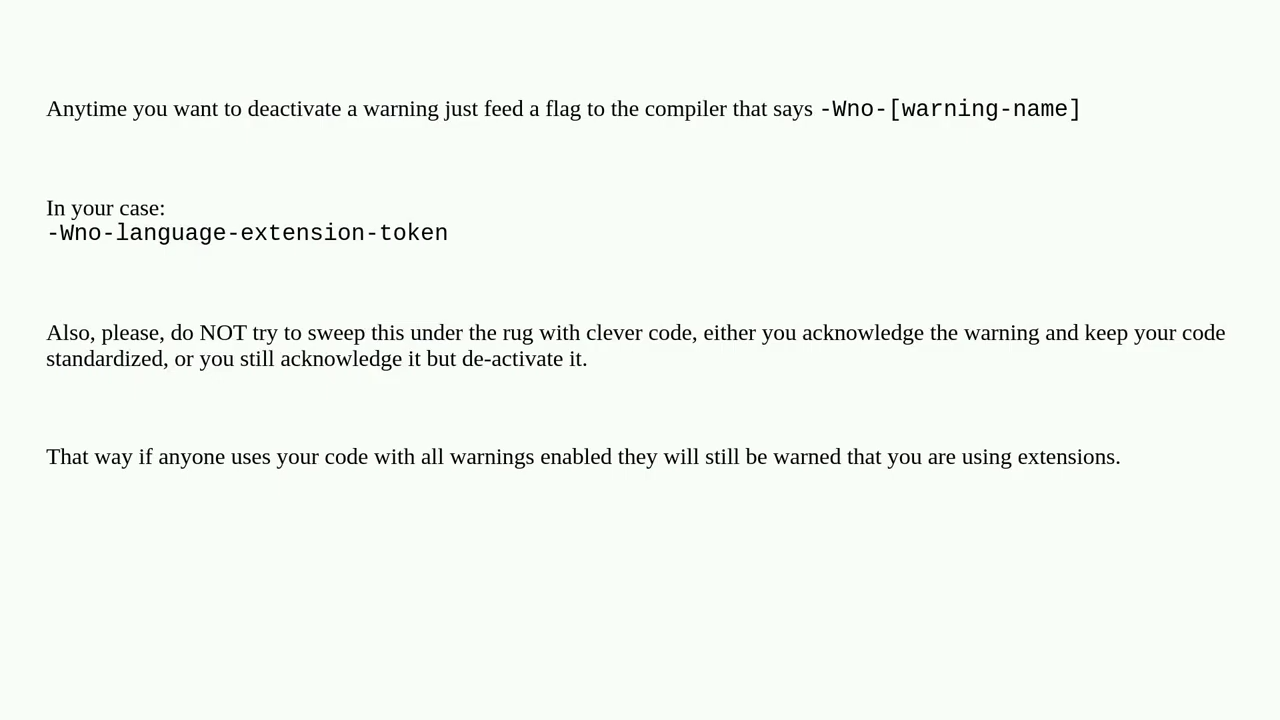 Anytime you want to deactivate a warning just feed a flag to the compiler that says -Wno-[warning-name]
In your case:
-Wno-language-extension-token
Also, please, do NOT try to sweep this under the rug with clever code, either you acknowledge the warning and keep your code
standardized, or you still acknowledge it but de-activate it.
That way if anyone uses your code with all warnings enabled they will still be warned that you are using extensions.